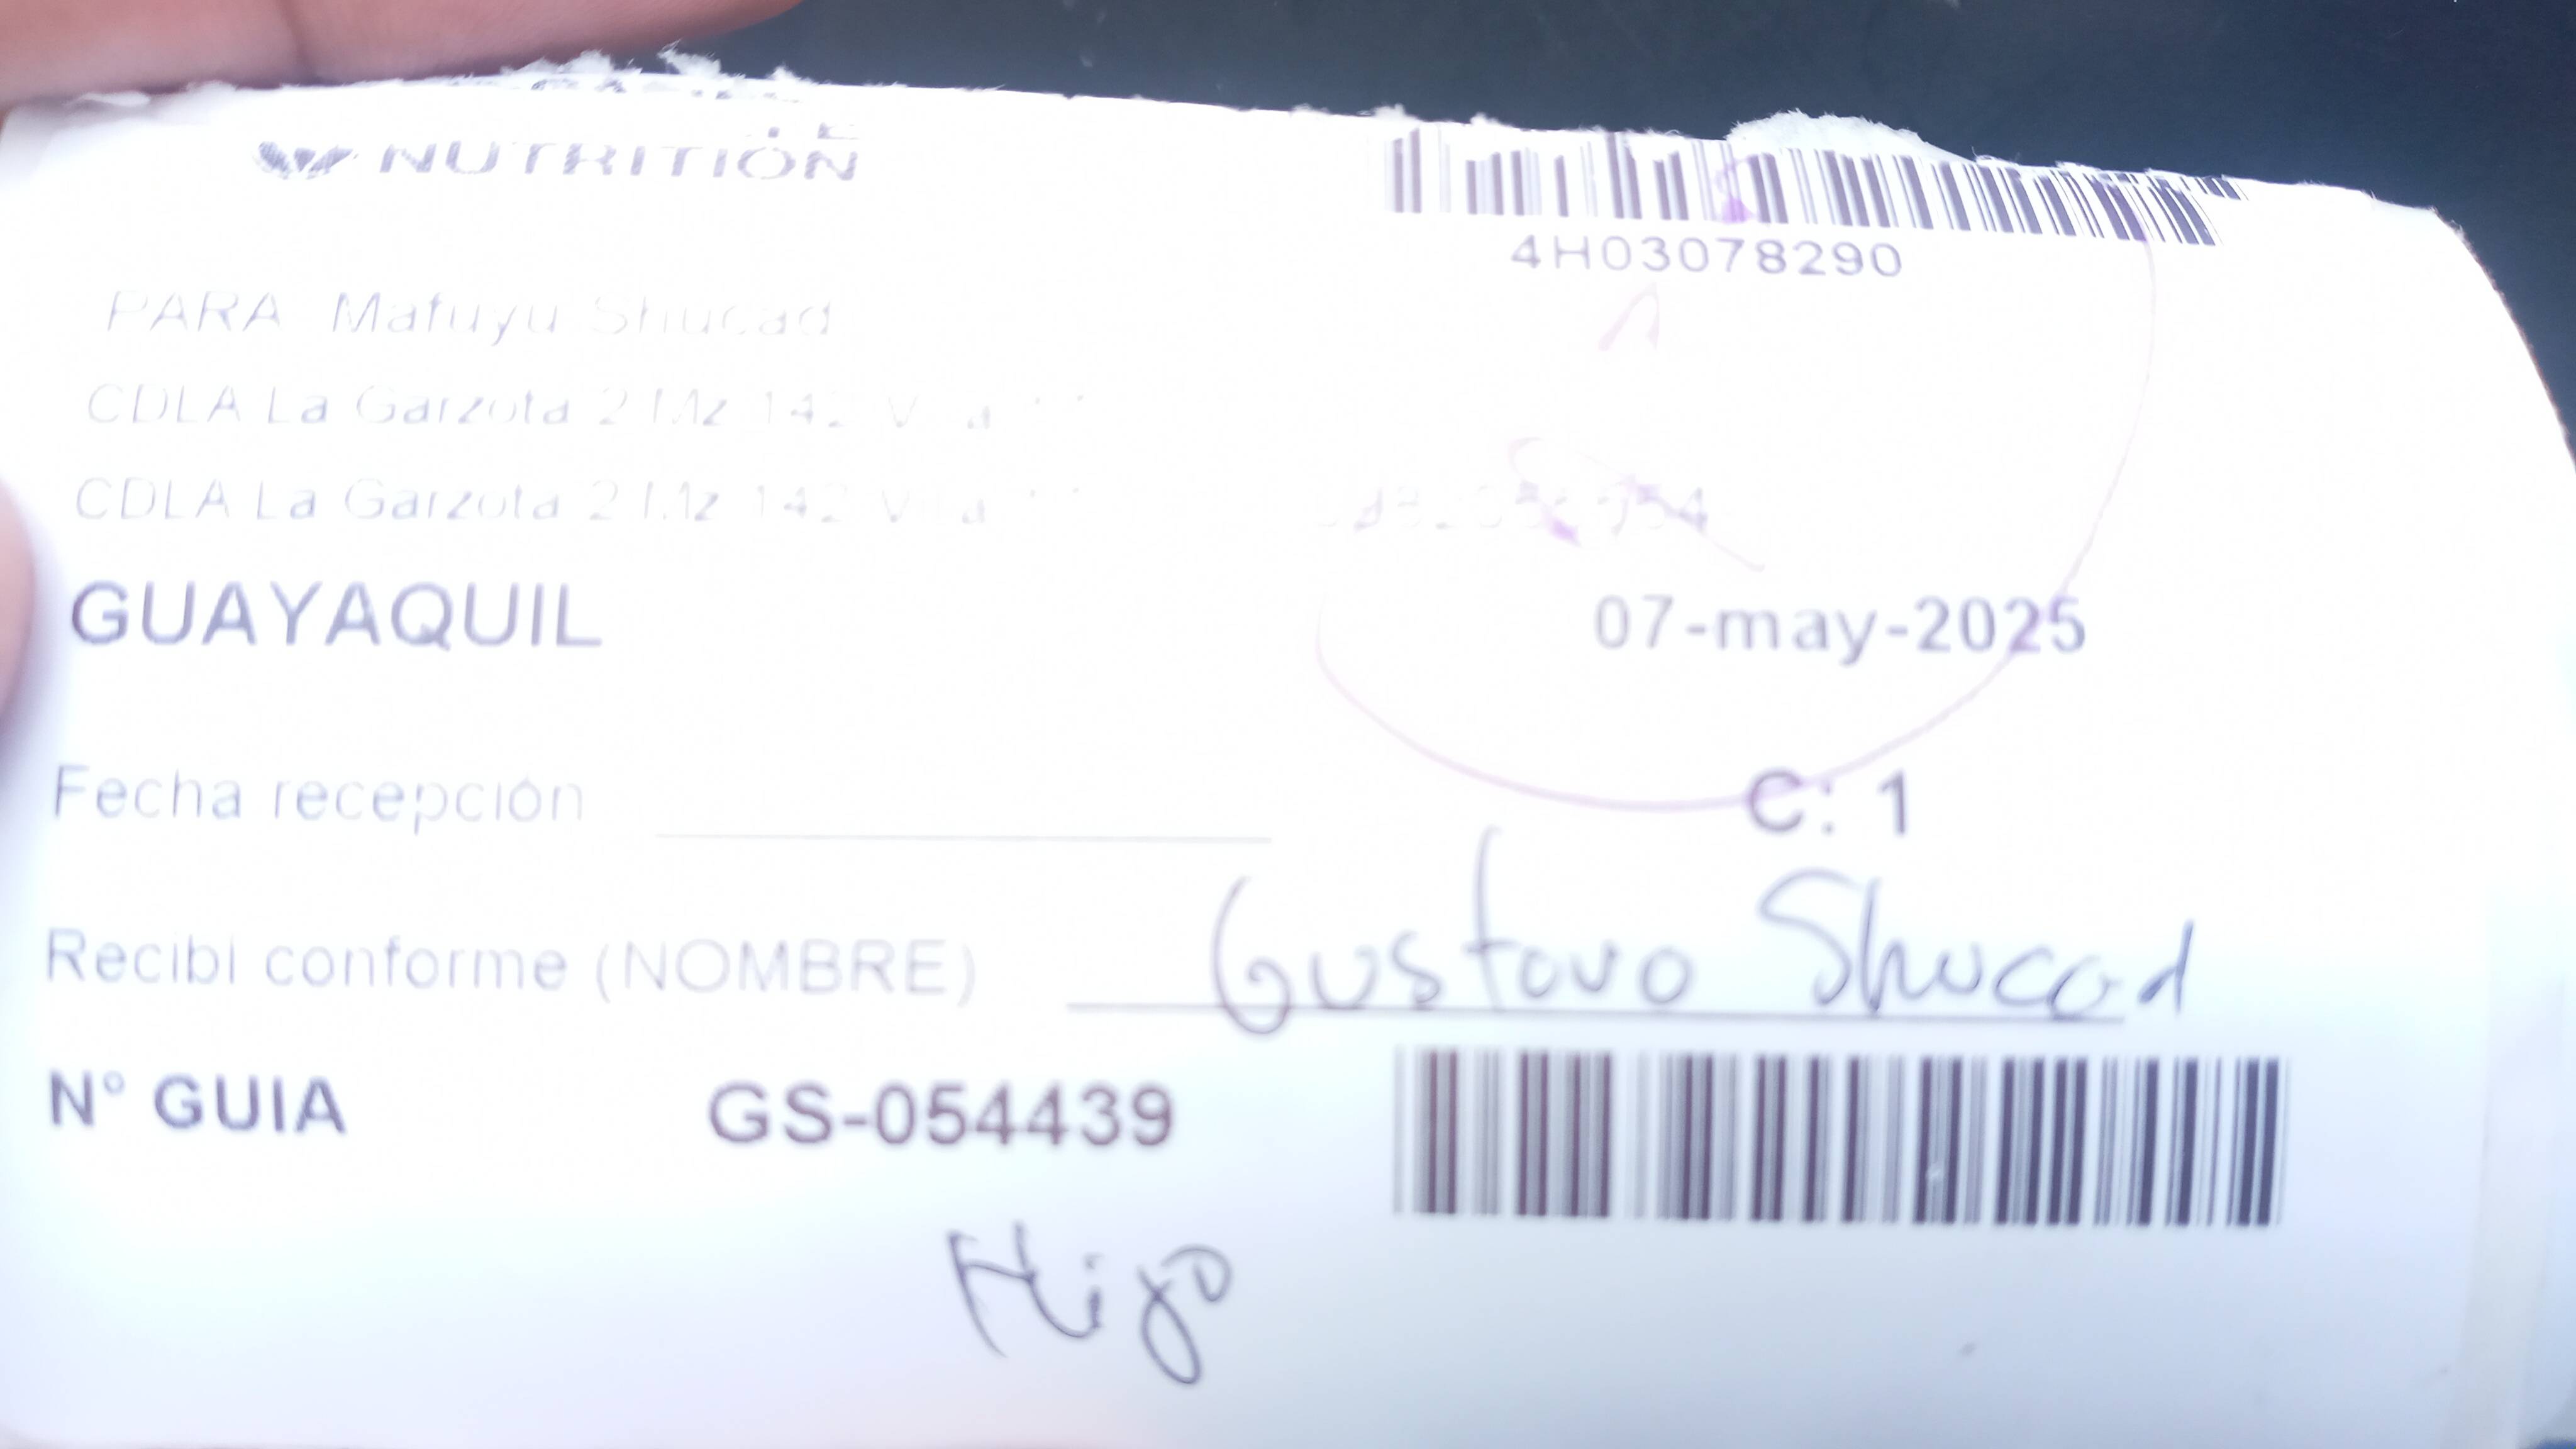 NUTRITION
4H03078290
PARA Mafuyu Shucad
CDLA La Garzota 2 Mz 142
CDLA La Garzota 2 Mz 142
GUAYAQUIL
07-may-2025
Fecha recepción
C: 1
Recibi conforme (NOMBRE) Gustavo Shucad
N° GUIA GS-054439
Hijo